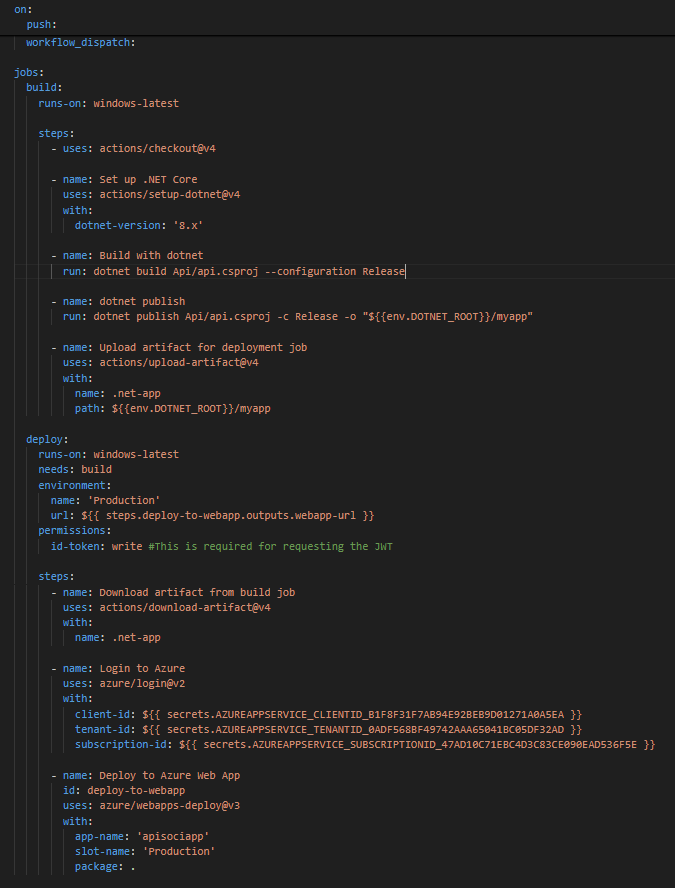 on:
push:
workflow_dispatch:
jobs:
build:
runs-on: windows-latest
steps:
- uses: actions/checkout@v4
- name: Set up .NET Core
uses: actions/setup-dotnet@v4
with:
dotnet-version: '8.x'
- name: Build with dotnet
run: dotnet build Api/api.csproj --configuration Release
- name: dotnet publish
run: dotnet publish Api/api.csproj -c Release -o "${{env.DOTNET_ROOT}}/myapp"
- name: Upload artifact for deployment job
uses: actions/upload-artifact@v4
with:
name: .net-app
path: ${{env.DOTNET_ROOT}}/myapp
deploy:
runs-on: windows-latest
needs: build
environment:
name: 'Production'
url: ${{ steps.deploy-to-webapp.outputs.webapp-url }}
permissions:
id-token: write #This is required for requesting the JWT
steps:
- name: Download artifact from build job
uses: actions/download-artifact@v4
with:
name: .net-app
- name: Login to Azure
uses: azure/login@v2
with:
client-id: ${{ secrets.AZUREAPPSERVICE_CLIENTID_B1F8F31F7AB94E92BEB9D01271A0A5EA }}
tenant-id: ${{ secrets.AZUREAPPSERVICE_TENANTID_0ADF568BF49742AAA65041BC05DF32AD }}
subscription-id: ${{ secrets.AZUREAPPSERVICE_SUBSCRIPTIONID_47AD10C71EBC4D3C83CE090EAD536F5E }}
- name: Deploy to Azure Web App
id: deploy-to-webapp
uses: azure/webapps-deploy@v3
with:
app-name: 'apisociapp'
slot-name: 'Production'
package: .